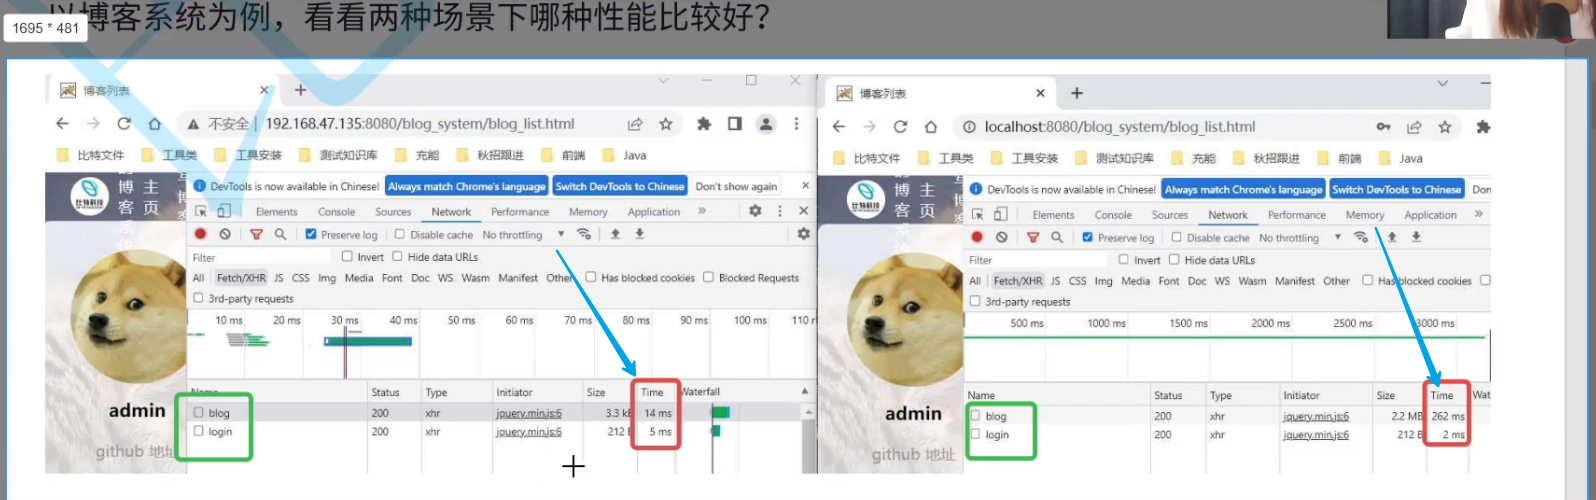 以博客系统为例，看看两种场景下哪种性能比较好？
1695 * 481
博客列表
不安全 192.168.47.135:8080/blog_system/blog_list.html
比特文件 工具类 工具安装 测试知识库 充能 秋招跟进 前端 Java
比特科技
博 主
客 页
DevTools is now available in Chinese! Always match Chrome's language Switch DevTools to Chinese Don't show again
Elements Console Sources Network Performance Memory Application
Preserve log Disable cache No throttling
Filter Invert Hide data URLs
All Fetch/XHR JS CSS Img Media Font Doc WS Wasm Manifest Other Has blocked cookies Blocked Requests
3rd-party requests
10 ms 20 ms 30 ms 40 ms 50 ms 60 ms 70 ms 80 ms 90 ms 100 ms 110
Name Status Type Initiator Size Time Waterfall
blog 200 xhr jquery.min.js:6 3.3 kB 14 ms
login 200 xhr jquery.min.js:6 212 B 5 ms
admin
github 地址
博客列表
localhost:8080/blog_system/blog_list.html
比特文件 工具类 工具安装 测试知识库 充能 秋招跟进 前端 Java
比特科技
博 主
客 页
DevTools is now available in Chinese! Always match Chrome's language Switch DevTools to Chinese Don
Elements Console Sources Network Performance Memory Application
Preserve log Disable cache No throttling
Filter Invert Hide data URLs
All Fetch/XHR JS CSS Img Media Font Doc WS Wasm Manifest Other Has blocked cookies
3rd-party requests
500 ms 1000 ms 1500 ms 2000 ms 2500 ms 3000 ms
Name Status Type Initiator Size Time Wat
blog 200 xhr jquery.min.js:6 2.2 MB 262 ms
login 200 xhr jquery.min.js:6 212 B 2 ms
admin
github 地址